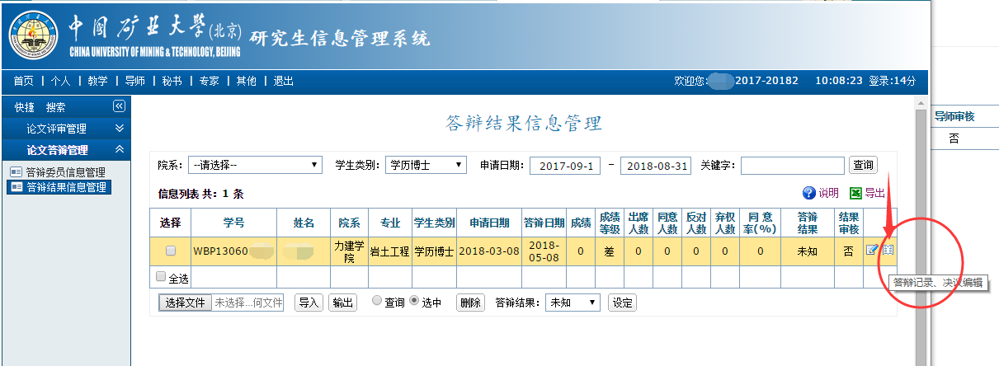 中国矿业大学(北京) 研究生信息管理系统
CHINA UNIVERSITY OF MINING & TECHNOLOGY, BEIJING
首页 | 个人 | 教学 | 导师 | 秘书 | 专家 | 其他 | 退出 欢迎您: 2017-20182 10:08:23 登录:14分
快捷 搜索
论文评审管理
论文答辩管理
答辩委员信息管理
答辩结果信息管理
答辩结果信息管理
院系: --请选择-- 学生类别: 学历博士 申请日期: 2017-09-1 - 2018-08-31 关键字: 查询
信息列表 共: 1 条 说明 导出
选择 学号 姓名 院系 专业 学生类别 申请日期 答辩日期 成绩 成绩等级 出席人数 同意人数 反对人数 弃权人数 同 意率(%) 答辩结果 结果审核
WBP13060 力建学院 岩土工程 学历博士 2018-03-08 2018-05-08 0 差 0 0 0 0 0 未知 否
全选
答辩记录、决议编辑
选择文件 未选择...何文件 导入 输出 查询 选中 删除 答辩结果: 未知 设定
导师审核
否